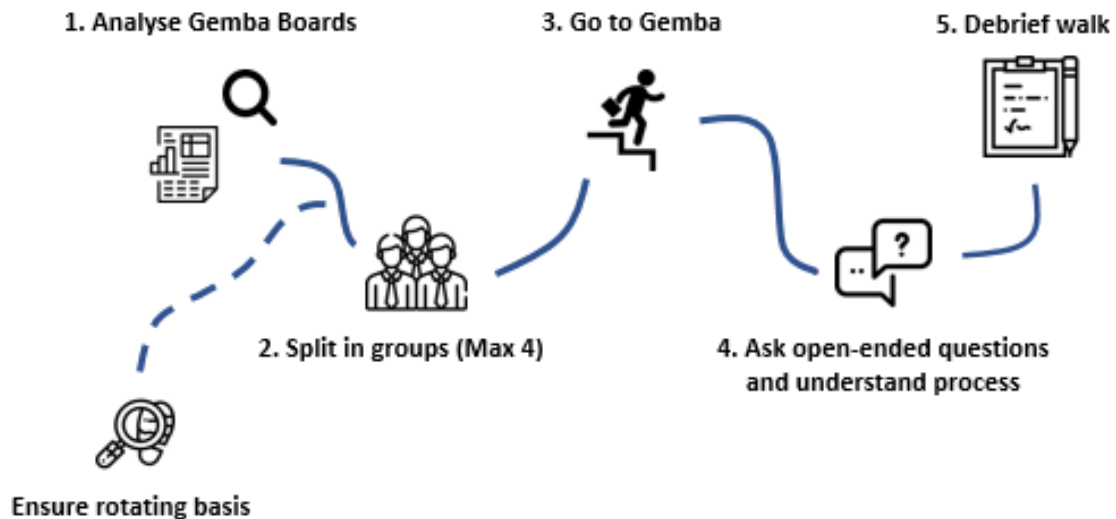 1. Analyse Gemba Boards
3. Go to Gemba
5. Debrief walk
?
2. Split in groups (Max 4)
4. Ask open-ended questions
and understand process
Ensure rotating basis